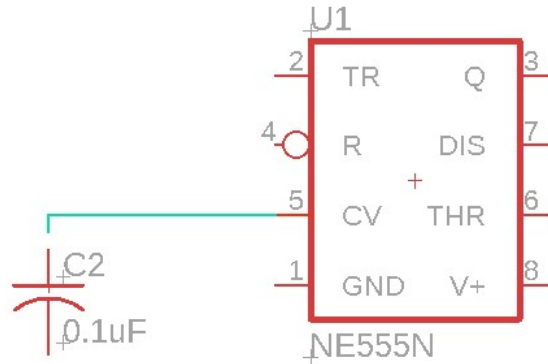 U1
2 TR Q 3
4 R DIS 7
5 CV THR 6
1 GND V+ 8
C2
0.1uF
NE555N